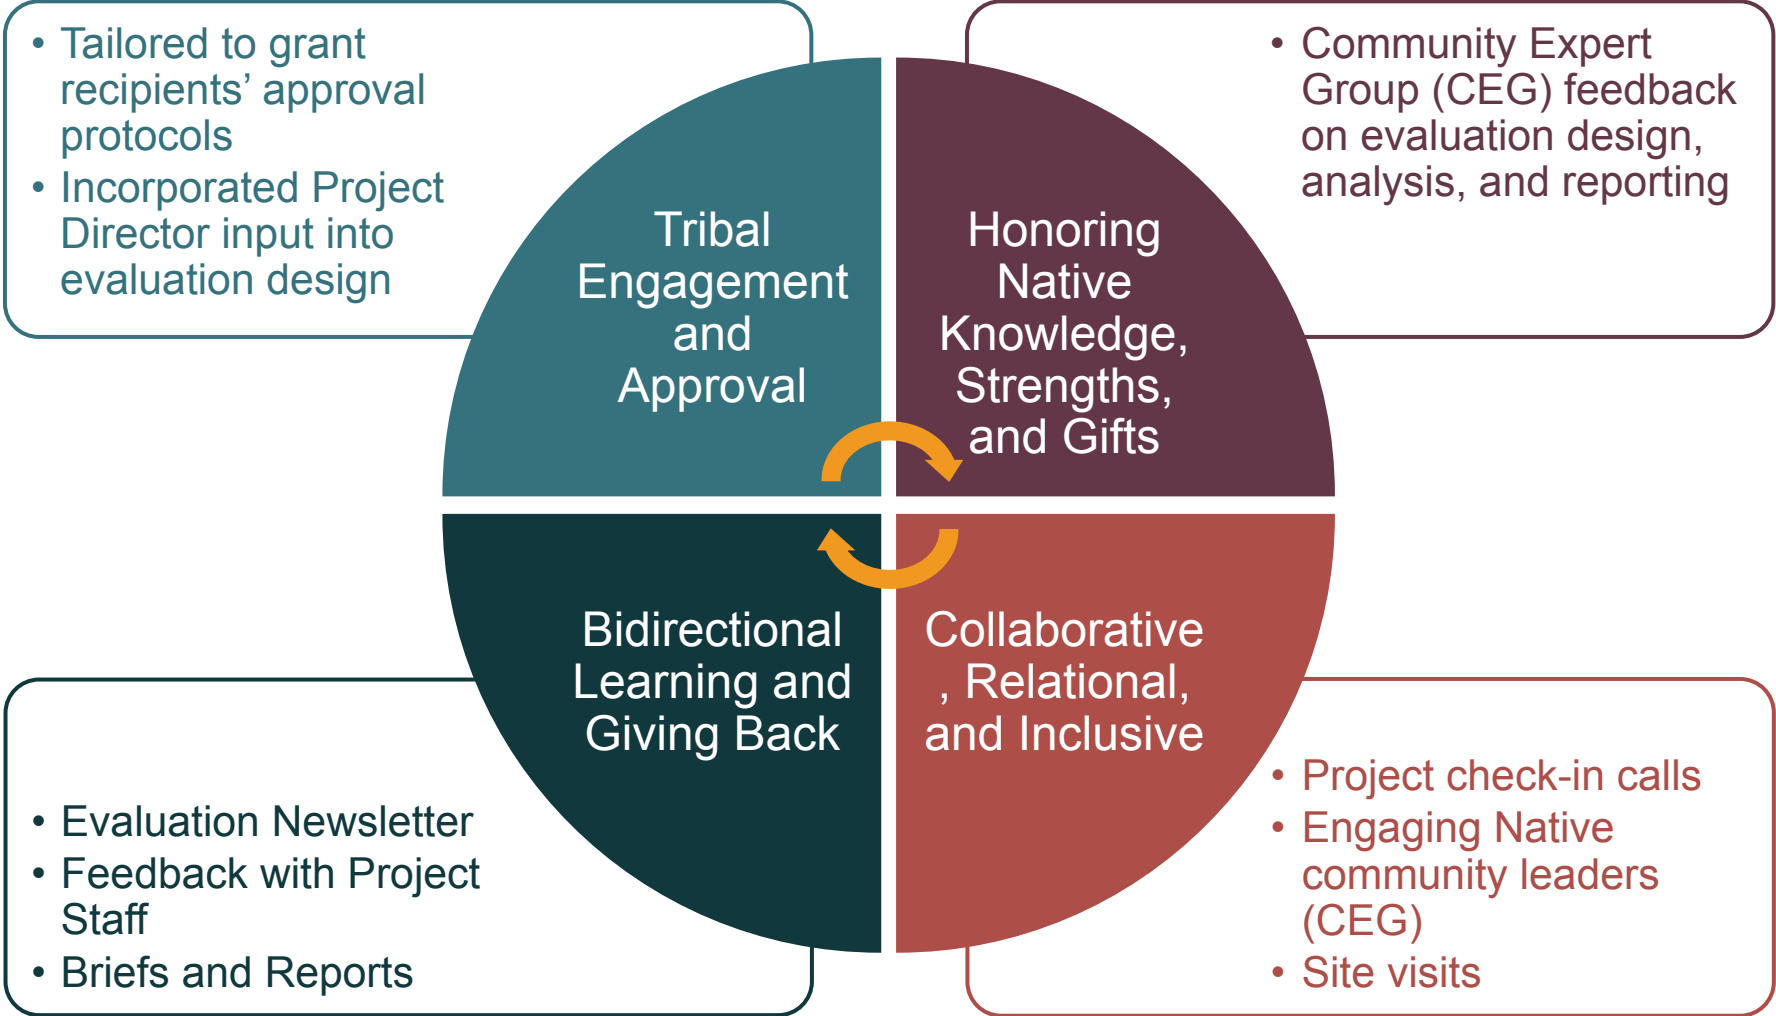 • Tailored to grant
recipients’ approval
protocols
• Incorporated Project
Director input into
evaluation design
Tribal
Engagement
and
Approval
Honoring
Native
Knowledge,
Strengths,
and Gifts
• Community Expert
Group (CEG) feedback
on evaluation design,
analysis, and reporting
Bidirectional
Learning and
Giving Back
Collaborative
, Relational,
and Inclusive
• Evaluation Newsletter
• Feedback with Project
Staff
• Briefs and Reports
• Project check-in calls
• Engaging Native
community leaders
(CEG)
• Site visits